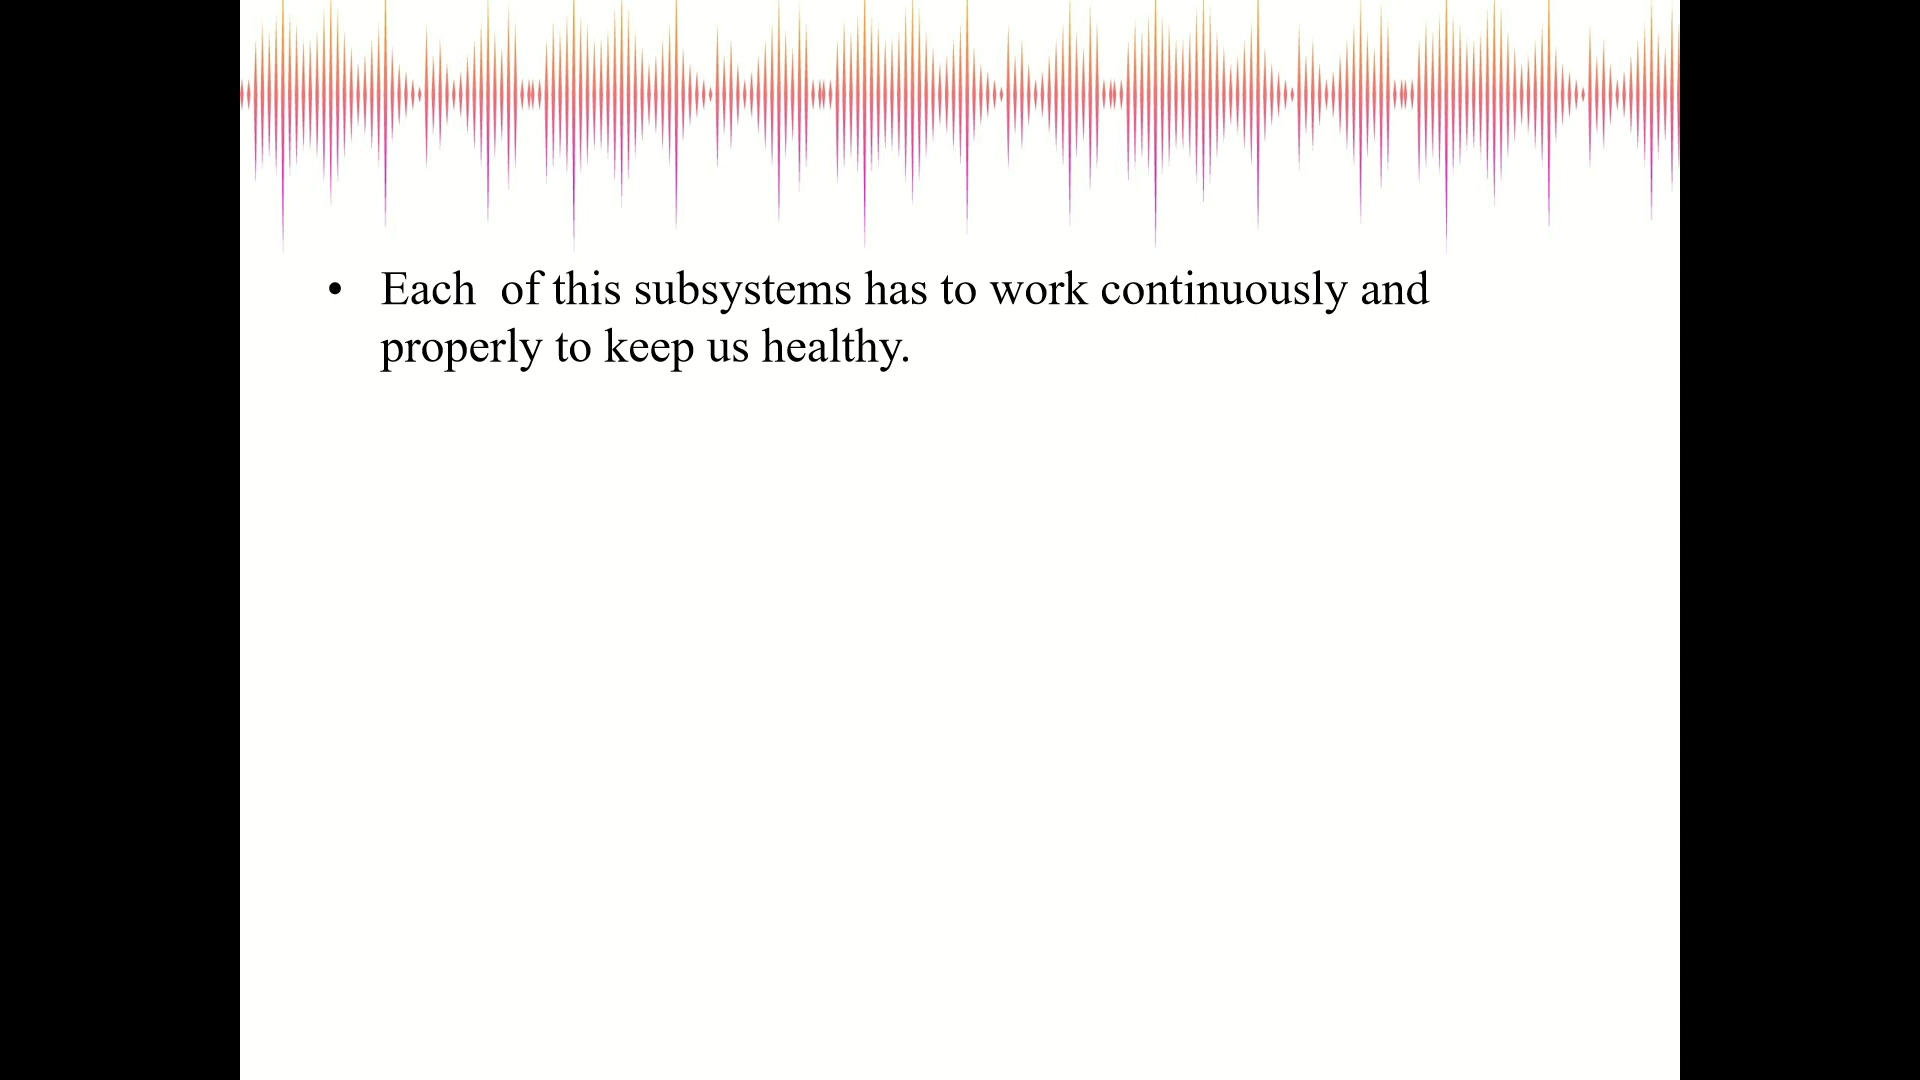 • Each  of this subsystems has to work continuously and
properly to keep us healthy.